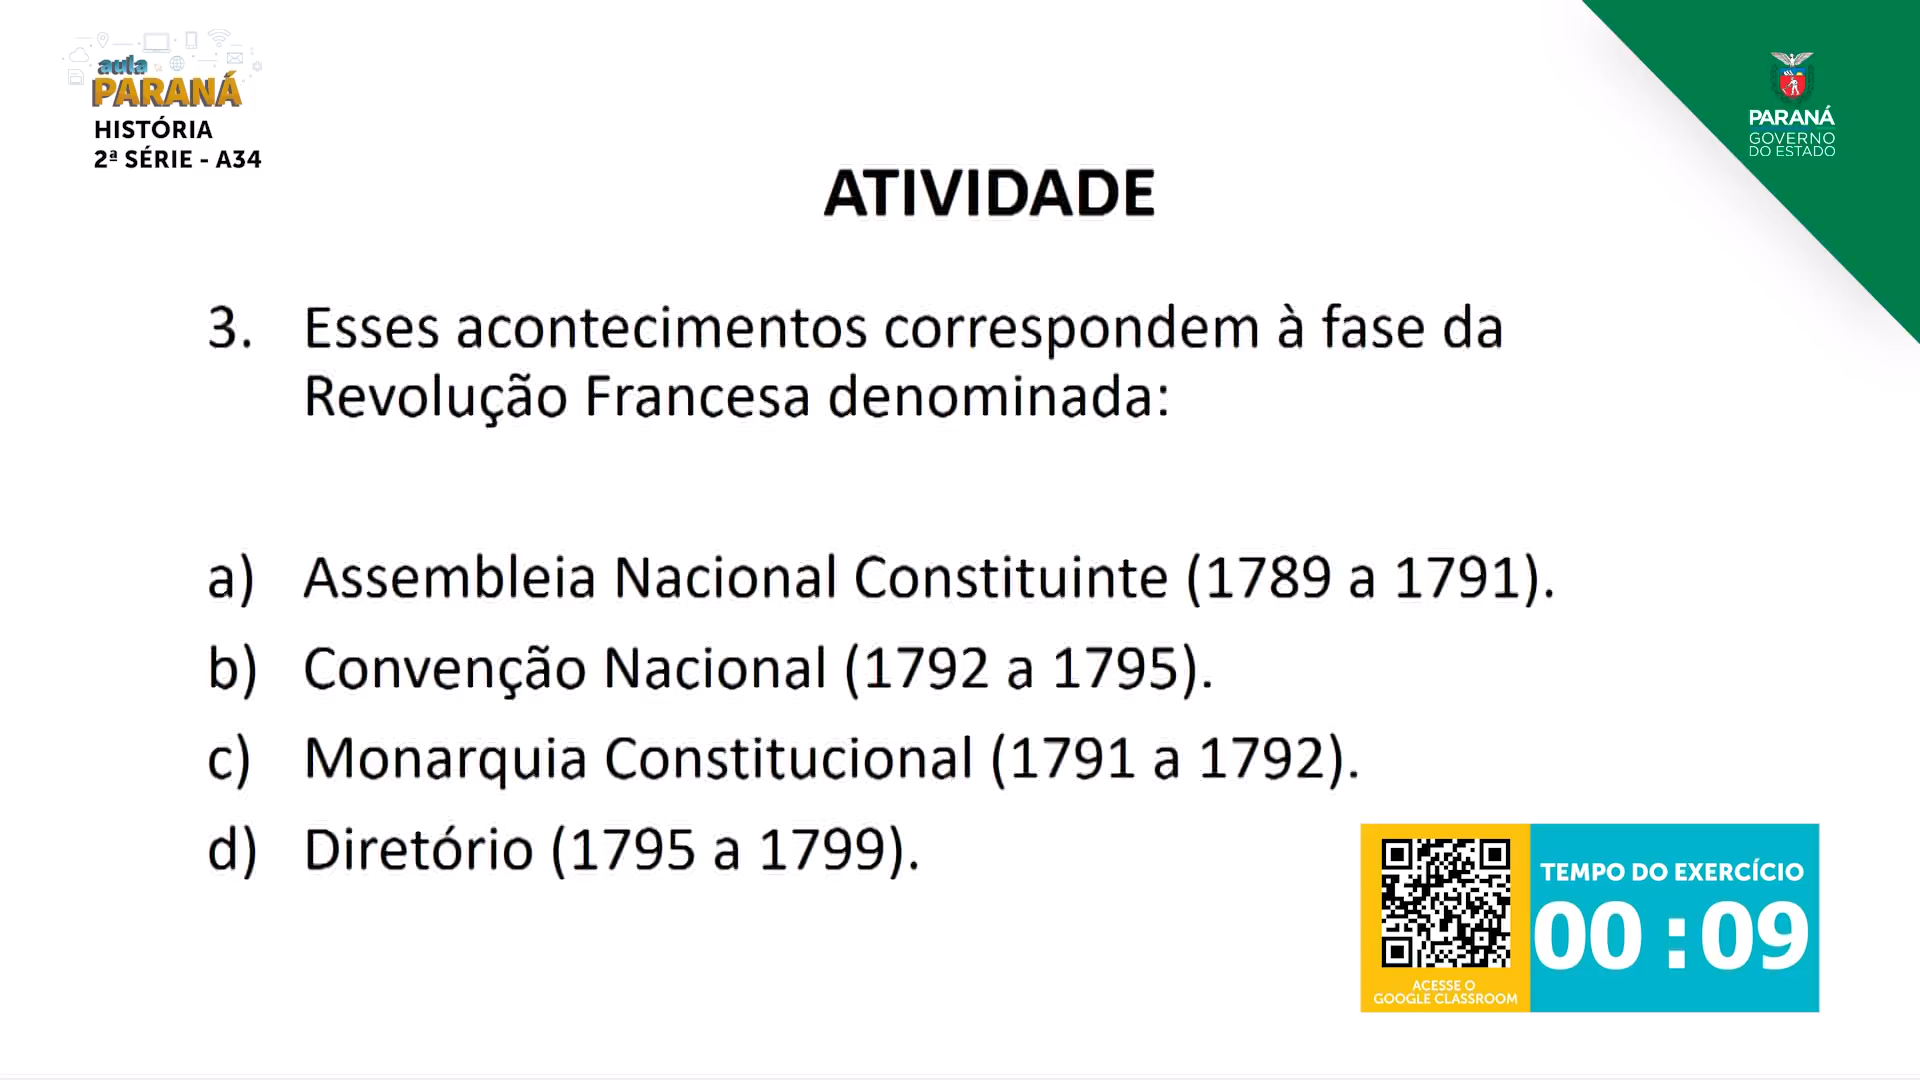 aula
PARANÁ
HISTÓRIA
2ª SÉRIE - A34
PARANÁ
GOVERNO
DO ESTADO
ATIVIDADE
3. Esses acontecimentos correspondem à fase da
Revolução Francesa denominada:
a) Assembleia Nacional Constituinte (1789 a 1791).
b) Convenção Nacional (1792 a 1795).
c) Monarquia Constitucional (1791 a 1792).
d) Diretório (1795 a 1799).
TEMPO DO EXERCÍCIO
00:09
ACESSE O
GOOGLE CLASSROOM